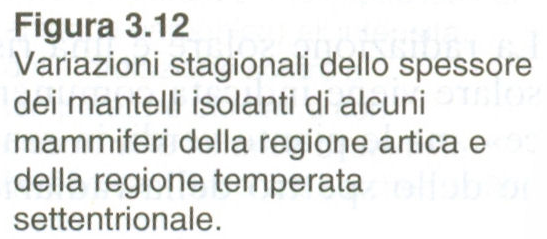 Figura 3.12
Variazioni stagionali dello spessore
dei mantelli isolanti di alcuni
mammiferi della regione artica e
della regione temperata
settentrionale.